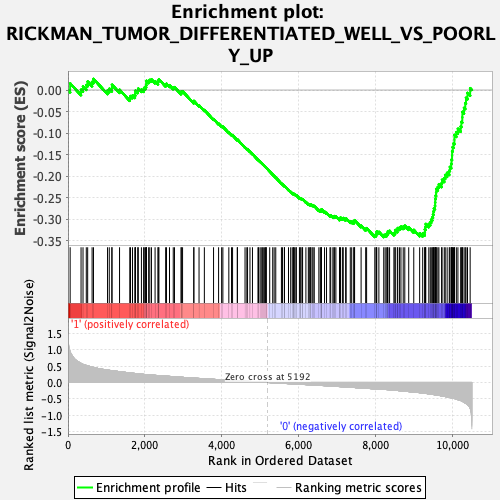 Enrichment plot:
RICKMAN_TUMOR_DIFFERENTIATED_WELL_VS_POORL
Y_UP
Enrichment score (ES)
0.00
-0.05
-0.10
-0.15
-0.20
-0.25
-0.30
-0.35
'1' (positively correlated)
Ranked list metric (Signal2Noise)
1.5
1.0
0.5
0.0
-0.5
-1.0
-1.5
Zero cross at 5192
'0' (negatively correlated)
0
2,000
4,000
6,000
8,000
10,000
Rank in Ordered Dataset
Enrichment profile
Hits
Ranking metric scores